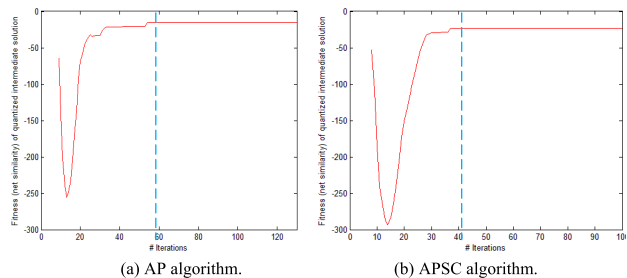 Fitness (net similarity) of quantized intermediate solution
0
-50
-100
-150
-200
-250
-300
0 20 40 60 80 100 120
# Iterations
(a) AP algorithm.
Fitness (net similarity) of quantized intermediate solution
0
-50
-100
-150
-200
-250
-300
0 10 20 30 40 50 60 70 80 90 100
# Iterations
(b) APSC algorithm.